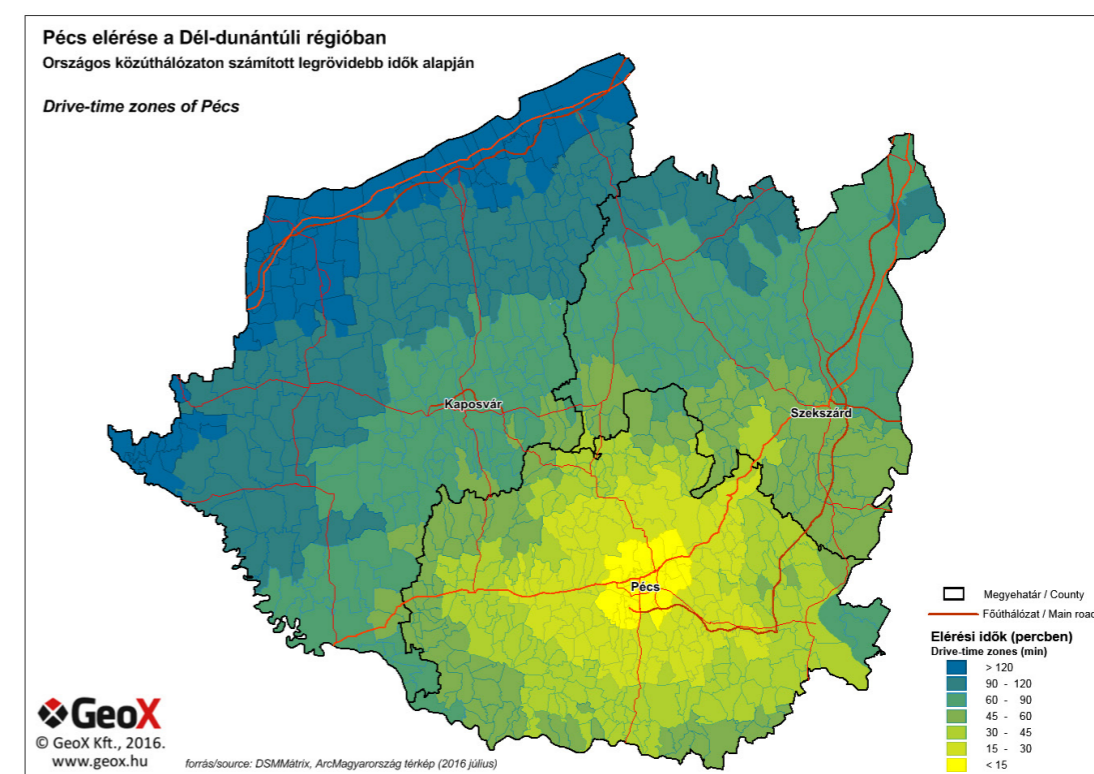 Pécs elérése a Dél-dunántúli régióban
Országos közúthálózaton számított legrövidebb idők alapján
Drive-time zones of Pécs
Kaposvár
Szekszárd
Pécs
Megyehatár / County
Főúthálózat / Main road
Elérési idők (percben)
Drive-time zones (min)
> 120
90 - 120
60 - 90
45 - 60
30 - 45
15 - 30
< 15
GeoX
© GeoX Kft., 2016.
www.geox.hu
forrás/source: DSMMátrix, ArcMagyarország térkép (2016 július)